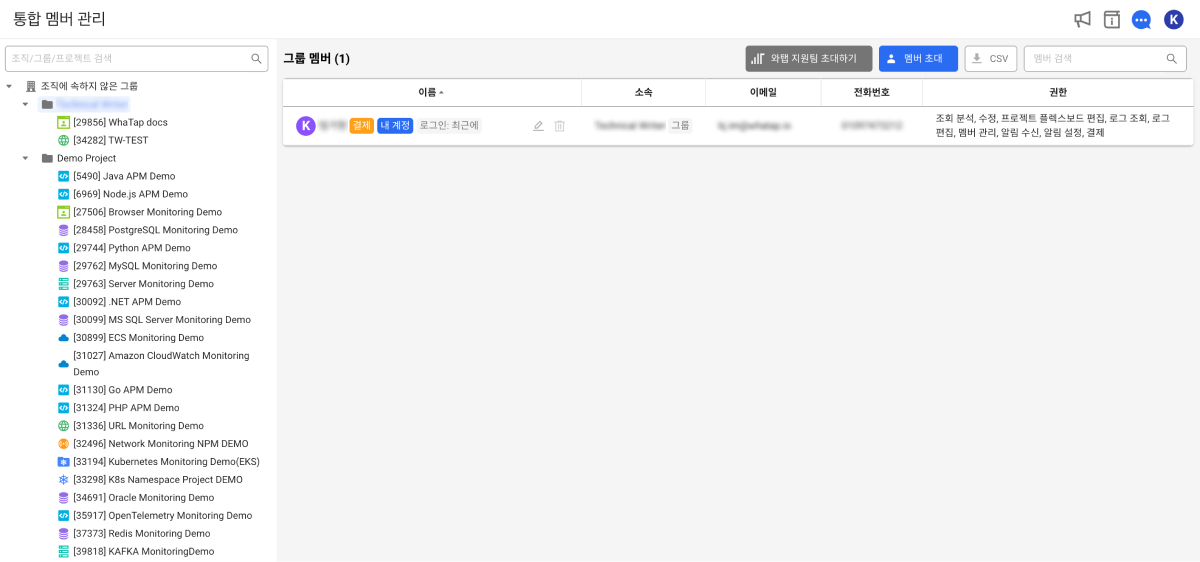 통합 멤버 관리
K
조직/그룹/프로젝트 검색
조직에 속하지 않은 그룹
[29856] WhaTap docs
[34282] TW-TEST
Demo Project
[5490] Java APM Demo
[6969] Node.js APM Demo
[27506] Browser Monitoring Demo
[28458] PostgreSQL Monitoring Demo
[29744] Python APM Demo
[29762] MySQL Monitoring Demo
[29763] Server Monitoring Demo
[30092] .NET APM Demo
[30099] MS SQL Server Monitoring Demo
[30899] ECS Monitoring Demo
[31027] Amazon CloudWatch Monitoring
Demo
[31130] Go APM Demo
[31324] PHP APM Demo
[31336] URL Monitoring Demo
[32496] Network Monitoring NPM DEMO
[33194] Kubernetes Monitoring Demo(EKS)
[33298] K8s Namespace Project DEMO
[34691] Oracle Monitoring Demo
[35917] OpenTelemetry Monitoring Demo
[37373] Redis Monitoring Demo
[39818] KAFKA MonitoringDemo
그룹 멤버 (1)
와탭 지원팀 초대하기
멤버 초대
CSV
멤버 검색
이름 소속 이메일 전화번호 권한
K 결제 내 계정 로그인: 최근에 그룹
조회 분석, 수정, 프로젝트 플렉스보드 편집, 로그 조회, 로그
편집, 멤버 관리, 알림 수신, 알림 설정, 결제